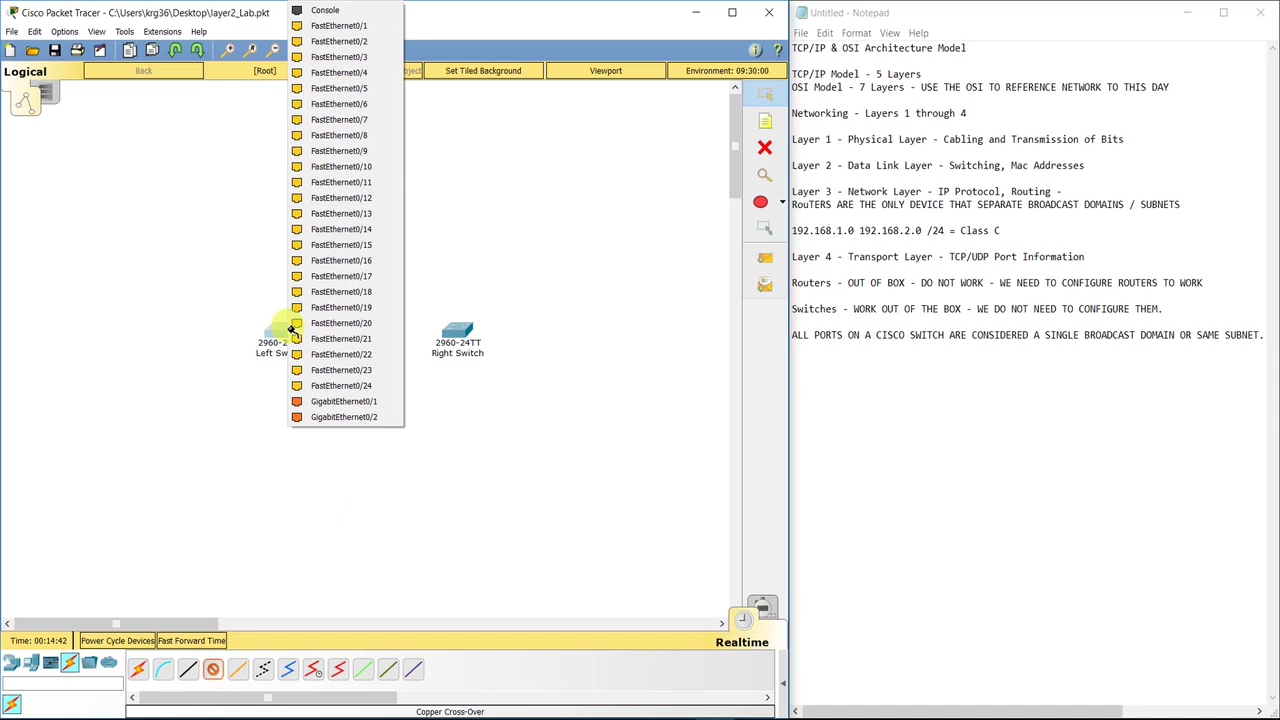 Cisco Packet Tracer - C:\Users\krg36\Desktop\layer2_Lab.pkt
File Edit Options View Tools Extensions Help
Logical
Back
[Root]
Set Tiled Background
Viewport
Environment: 09:30:00
Console
FastEthernet0/1
FastEthernet0/2
FastEthernet0/3
FastEthernet0/4
FastEthernet0/5
FastEthernet0/6
FastEthernet0/7
FastEthernet0/8
FastEthernet0/9
FastEthernet0/10
FastEthernet0/11
FastEthernet0/12
FastEthernet0/13
FastEthernet0/14
FastEthernet0/15
FastEthernet0/16
FastEthernet0/17
FastEthernet0/18
FastEthernet0/19
FastEthernet0/20
FastEthernet0/21
FastEthernet0/22
FastEthernet0/23
FastEthernet0/24
GigabitEthernet0/1
GigabitEthernet0/2
2960-2
Left Sw
2960-24TT
Right Switch
Time: 00:14:42
Power Cycle Devices
Fast Forward Time
Realtime
Copper Cross-Over
Untitled - Notepad
File Edit Format View Help
TCP/IP & OSI Architecture Model
TCP/IP Model - 5 Layers
OSI Model - 7 Layers - USE THE OSI TO REFERENCE NETWORK TO THIS DAY
Networking - Layers 1 through 4
Layer 1 - Physical Layer - Cabling and Transmission of Bits
Layer 2 - Data Link Layer - Switching, Mac Addresses
Layer 3 - Network Layer - IP Protocol, Routing -
RouTERS ARE THE ONLY DEVICE THAT SEPARATE BROADCAST DOMAINS / SUBNETS
192.168.1.0 192.168.2.0 /24 = Class C
Layer 4 - Transport Layer - TCP/UDP Port Information
Routers - OUT OF BOX - DO NOT WORK - WE NEED TO CONFIGURE ROUTERS TO WORK
Switches - WORK OUT OF THE BOX - WE DO NOT NEED TO CONFIGURE THEM.
ALL PORTS ON A CISCO SWITCH ARE CONSIDERED A SINGLE BROADCAST DOMAIN OR SAME SUBNET.